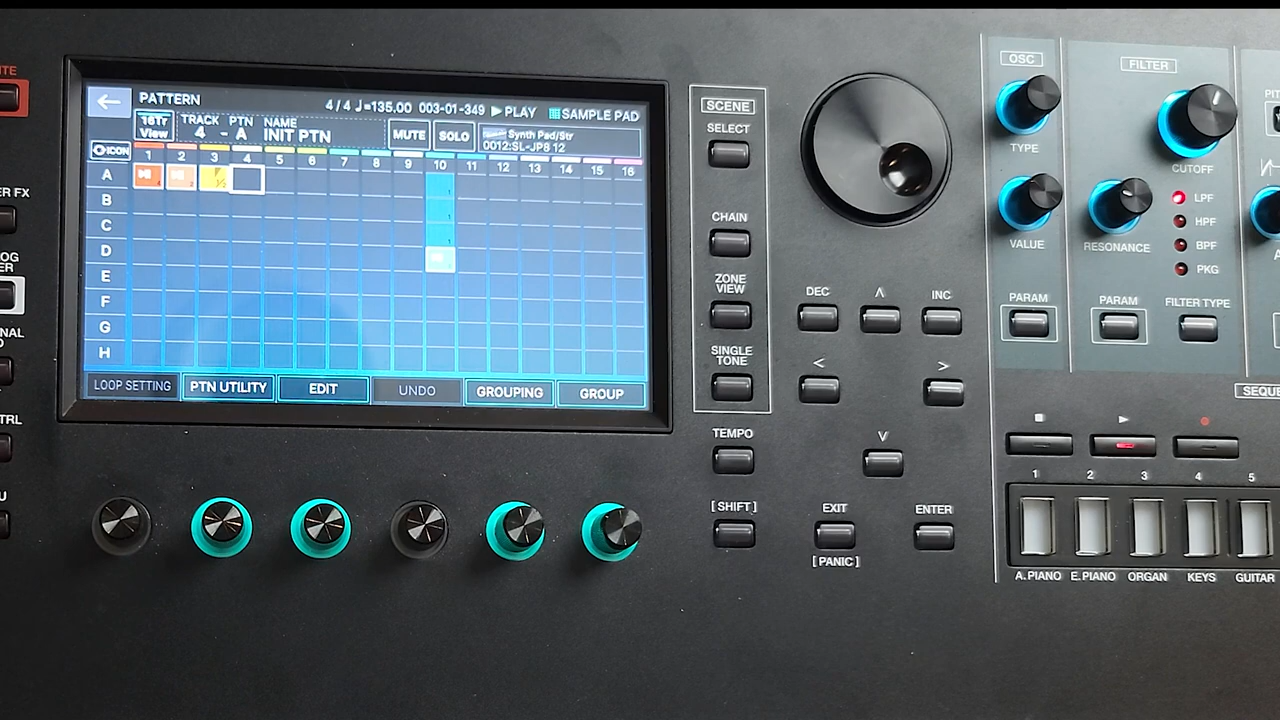 PATTERN
4/4 ♩=135.00 003-01-349 ▶PLAY SAMPLE PAD
16Tr View
TRACK PTN NAME
4 - A INIT PTN
MUTE SOLO
Synth Pad/Str
0012:SL-JP8 12
ICON
1 2 3 4 5 6 7 8 9 10 11 12 13 14 15 16
A
B
C
D
E
F
G
H
LOOP SETTING PTN UTILITY EDIT UNDO GROUPING GROUP
SCENE
SELECT
CHAIN
ZONE
VIEW
SINGLE
TONE
TEMPO
[SHIFT]
DEC ∧ INC
< >
∨
EXIT
[PANIC]
ENTER
OSC
TYPE
VALUE
PARAM
FILTER
CUTOFF
RESONANCE
LPF
HPF
BPF
PKG
PARAM
FILTER TYPE
1 2 3 4 5
A.PIANO E.PIANO ORGAN KEYS GUITAR